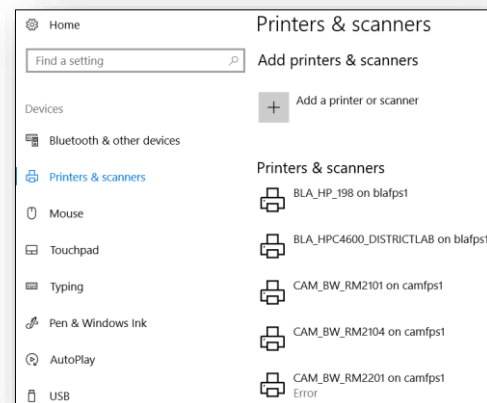 Home
Find a setting
Devices
Bluetooth & other devices
Printers & scanners
Mouse
Touchpad
Typing
Pen & Windows Ink
AutoPlay
USB
Printers & scanners
Add printers & scanners
Add a printer or scanner
Printers & scanners
BLA_HP_198 on blafps1
BLA_HPC4600_DISTRICTLAB on blafps1
CAM_BW_RM2101 on camfps1
CAM_BW_RM2104 on camfps1
CAM_BW_RM2201 on camfps1
Error